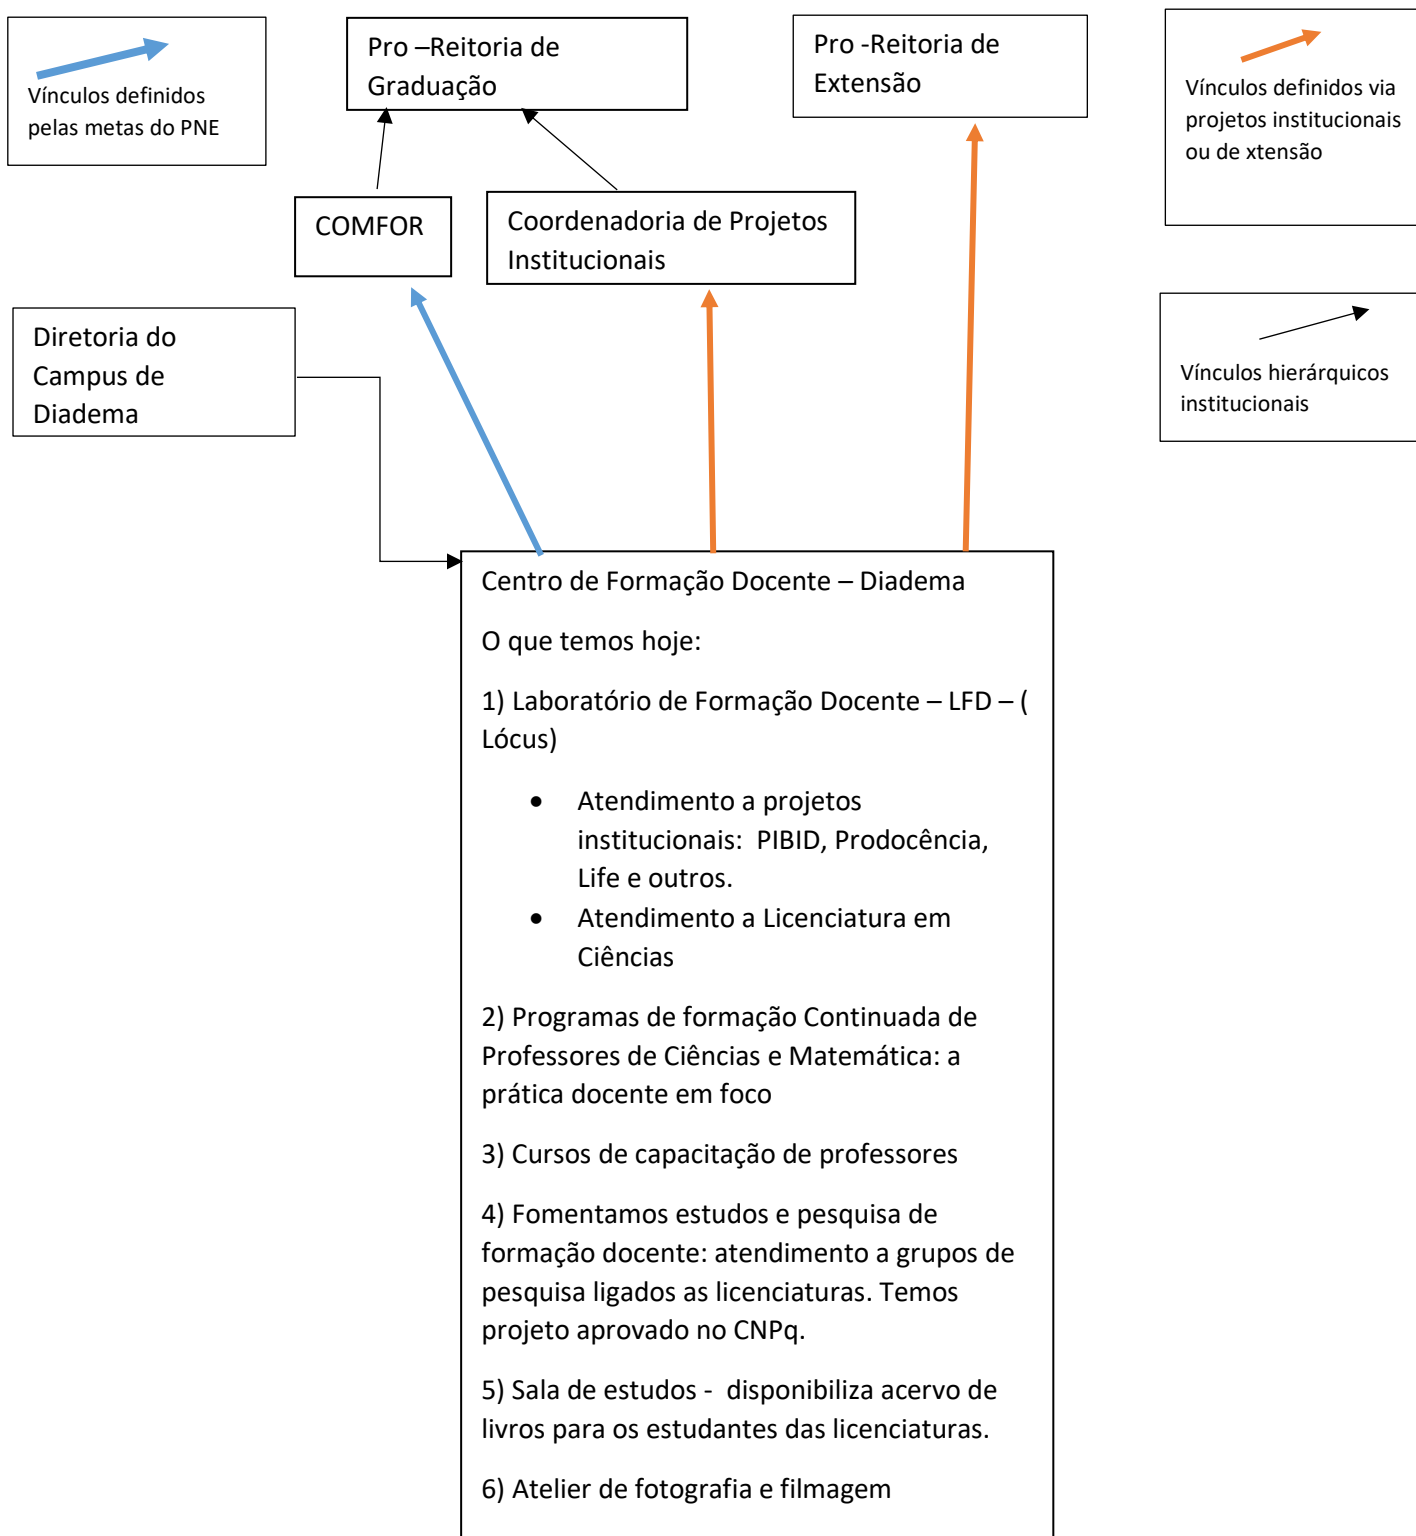 Vínculos definidos
pelas metas do PNE
Pro –Reitoria de
Graduação
Pro -Reitoria de
Extensão
Vínculos definidos via
projetos institucionais
ou de xtensão
COMFOR
Coordenadoria de Projetos
Institucionais
Diretoria do
Campus de
Diadema
Vínculos hierárquicos
institucionais
Centro de Formação Docente – Diadema
O que temos hoje:
1) Laboratório de Formação Docente – LFD – (
Lócus)
• Atendimento a projetos
institucionais:  PIBID, Prodocência,
Life e outros.
• Atendimento a Licenciatura em
Ciências
2) Programas de formação Continuada de
Professores de Ciências e Matemática: a
prática docente em foco
3) Cursos de capacitação de professores
4) Fomentamos estudos e pesquisa de
formação docente: atendimento a grupos de
pesquisa ligados as licenciaturas. Temos
projeto aprovado no CNPq.
5) Sala de estudos -  disponibiliza acervo de
livros para os estudantes das licenciaturas.
6) Atelier de fotografia e filmagem